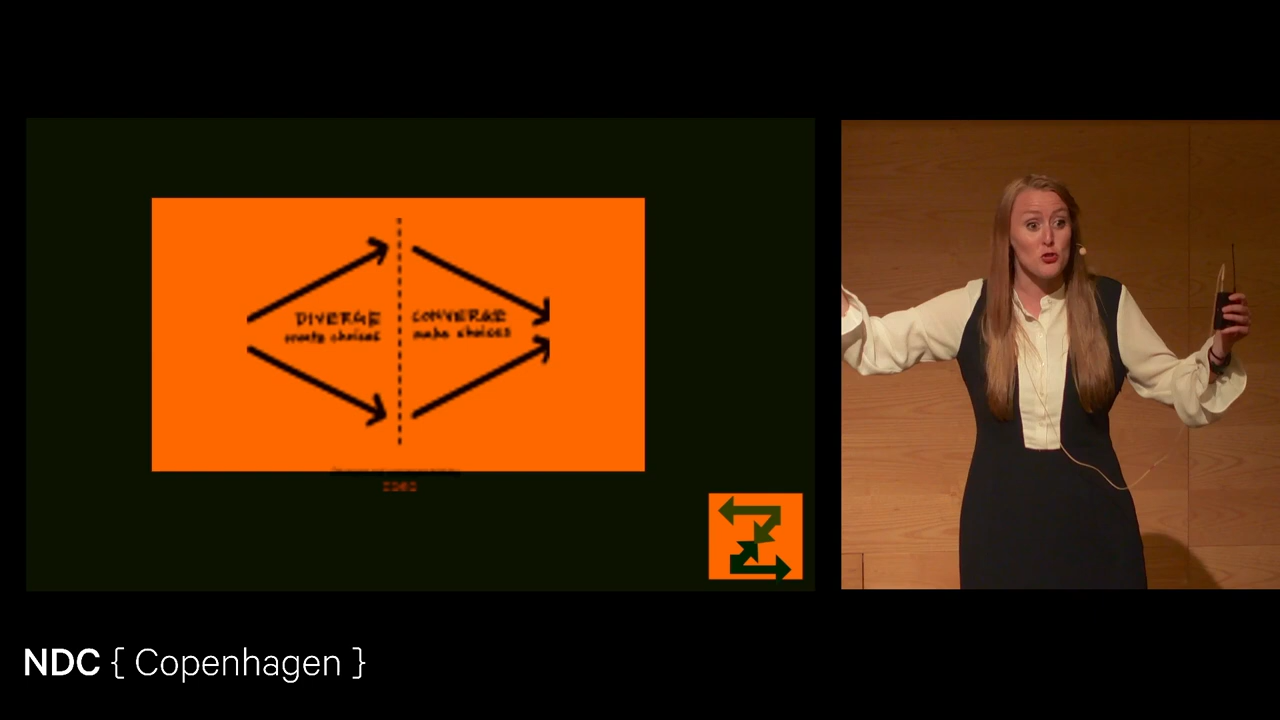 DIVERGE
create choices
CONVERGE
make choices
NDC { Copenhagen }